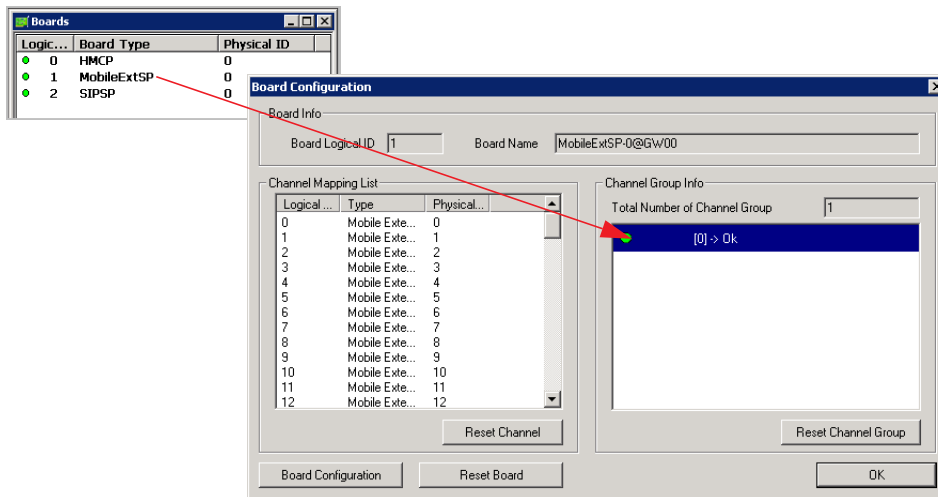 Boards
Logic... Board Type Physical ID
0 HMCP 0
1 MobileExtSP 0
2 SIPSP 0
Board Configuration
Board Info
Board Logical ID 1 Board Name MobileExtSP-0@GW00
Channel Mapping List
Logical ... Type Physical...
0 Mobile Exte... 0
1 Mobile Exte... 1
2 Mobile Exte... 2
3 Mobile Exte... 3
4 Mobile Exte... 4
5 Mobile Exte... 5
6 Mobile Exte... 6
7 Mobile Exte... 7
8 Mobile Exte... 8
9 Mobile Exte... 9
10 Mobile Exte... 10
11 Mobile Exte... 11
12 Mobile Exte... 12
Reset Channel
Channel Group Info
Total Number of Channel Group 1
[0] -> Ok
Reset Channel Group
Board Configuration Reset Board OK